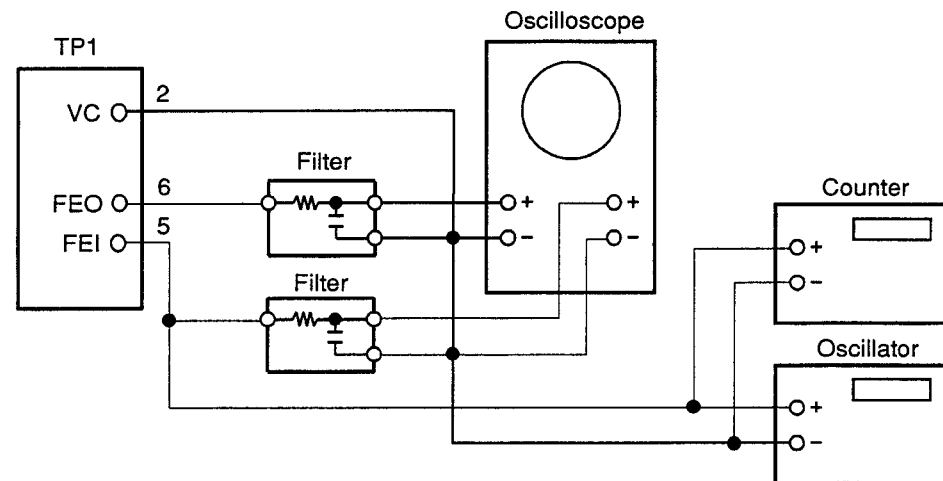 Oscilloscope
TP1
VC 2
Filter
FEO 6
+ +
Counter
FEI 5
- -
+
Filter
-
Oscillator
+
-